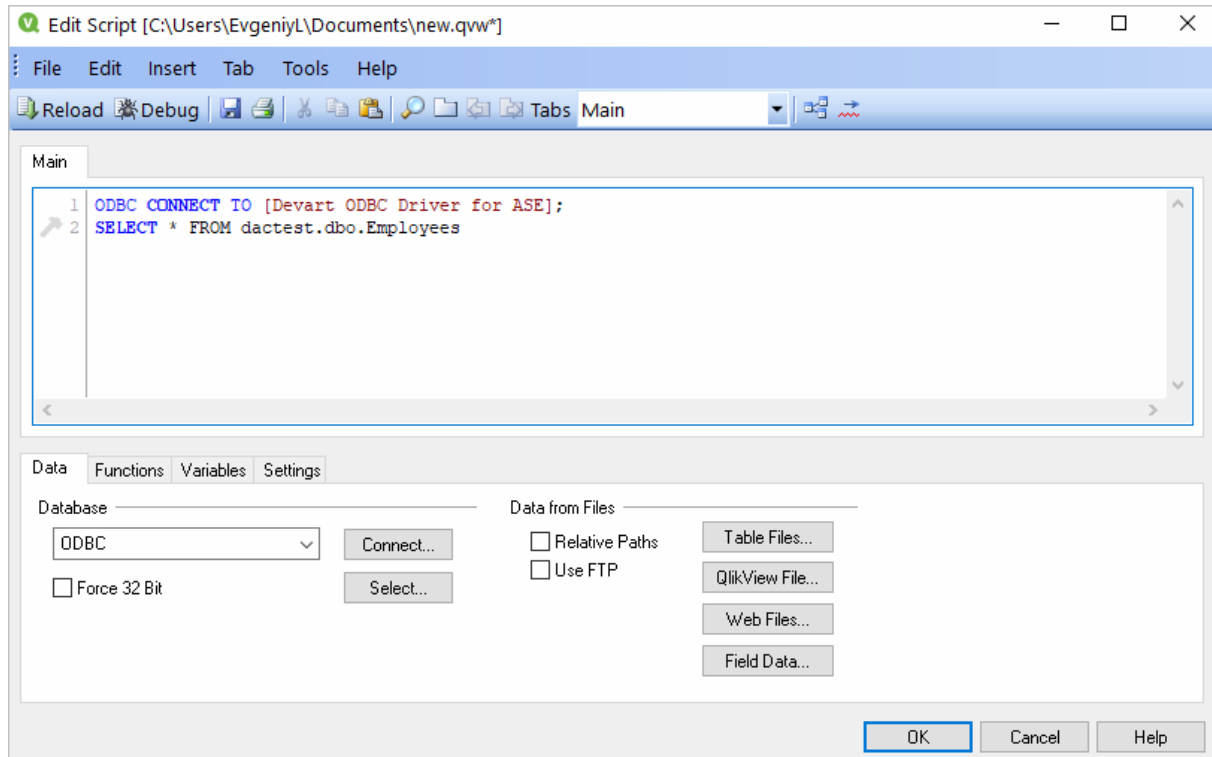 Edit Script [C:\Users\EvgeniyL\Documents\new.qvw*]
File Edit Insert Tab Tools Help
Reload Debug Tabs Main
Main
1 ODBC CONNECT TO [Devart ODBC Driver for ASE];
2 SELECT * FROM dactest.dbo.Employees
Data Functions Variables Settings
Database Data from Files
ODBC Connect... Relative Paths Table Files...
Force 32 Bit Select... Use FTP QlikView File...
Web Files...
Field Data...
OK Cancel Help